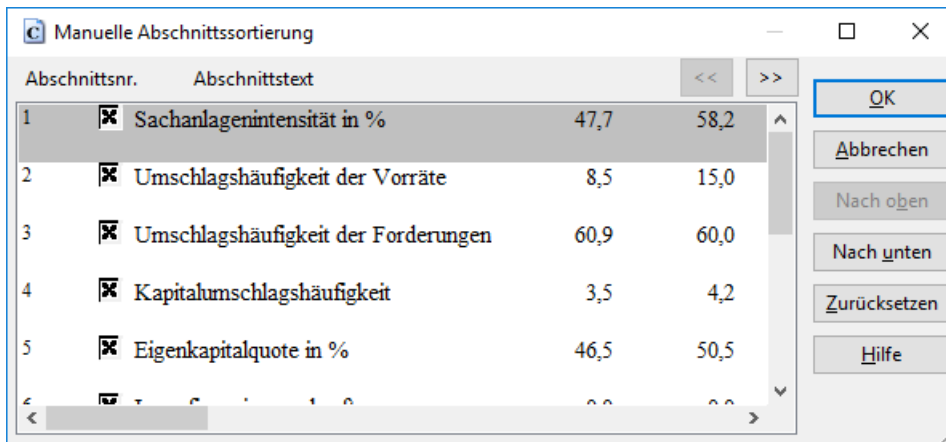 Manuelle Abschnittssortierung
Abschnittsnr. Abschnittstext << >>
1 Sachanlagenintensität in % 47,7 58,2
2 Umschlagshäufigkeit der Vorräte 8,5 15,0
3 Umschlagshäufigkeit der Forderungen 60,9 60,0
4 Kapitalumschlagshäufigkeit 3,5 4,2
5 Eigenkapitalquote in % 46,5 50,5
OK
Abbrechen
Nach oben
Nach unten
Zurücksetzen
Hilfe